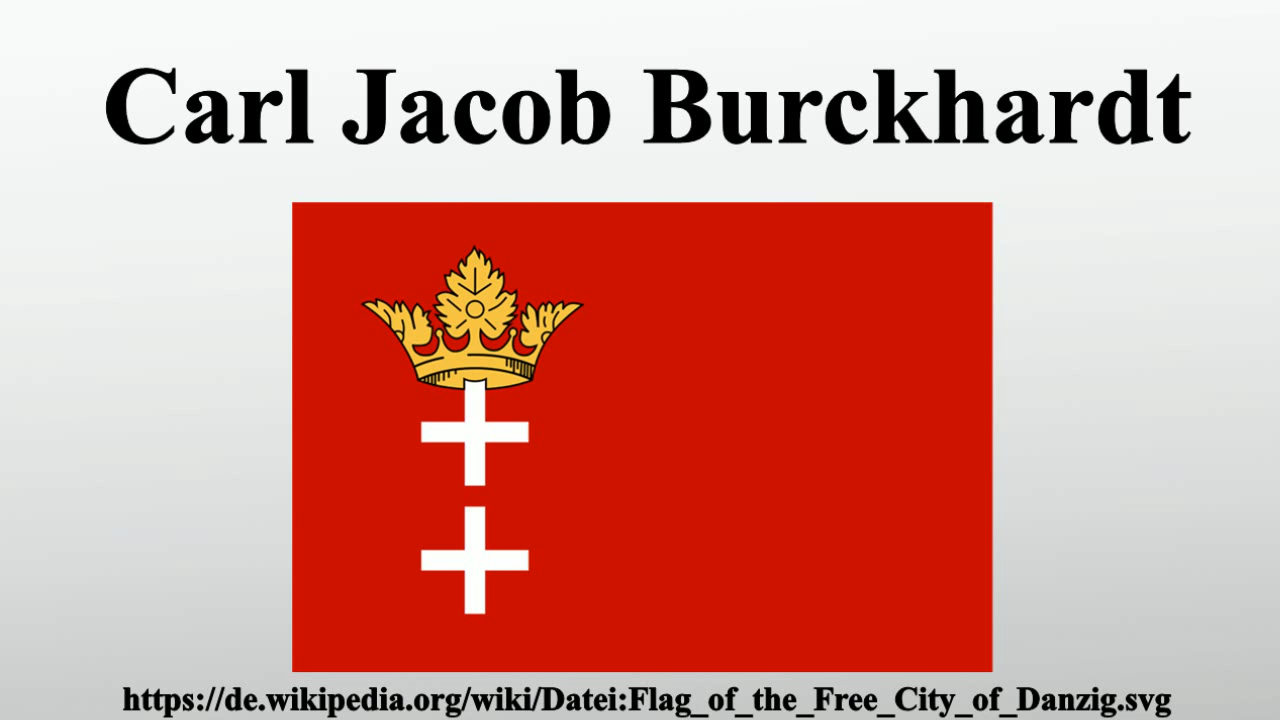 Carl Jacob Burckhardt
https://de.wikipedia.org/wiki/Datei:Flag_of_the_Free_City_of_Danzig.svg